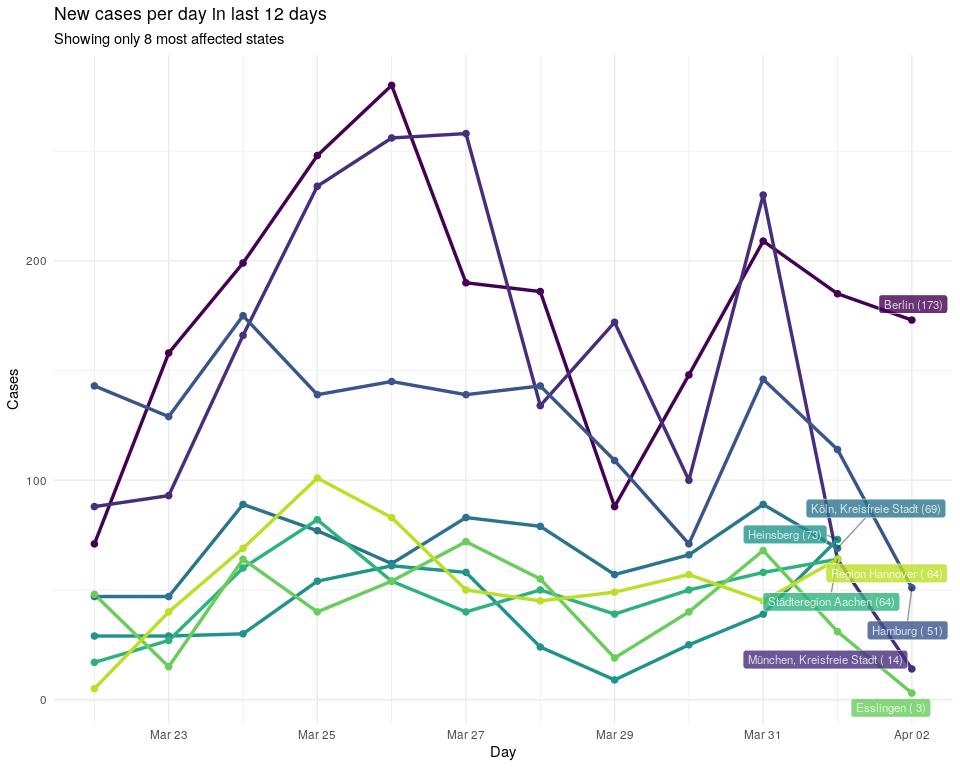 New cases per day in last 12 days
Showing only 8 most affected states
Cases
200
100
0
Berlin (173)
Köln, Kreisfreie Stadt (69)
Heinsberg (73)
Region Hannover ( 64)
Städteregion Aachen (64)
Hamburg ( 51)
München, Kreisfreie Stadt ( 14)
Esslingen ( 3)
Mar 23
Mar 25
Mar 27
Mar 29
Mar 31
Apr 02
Day